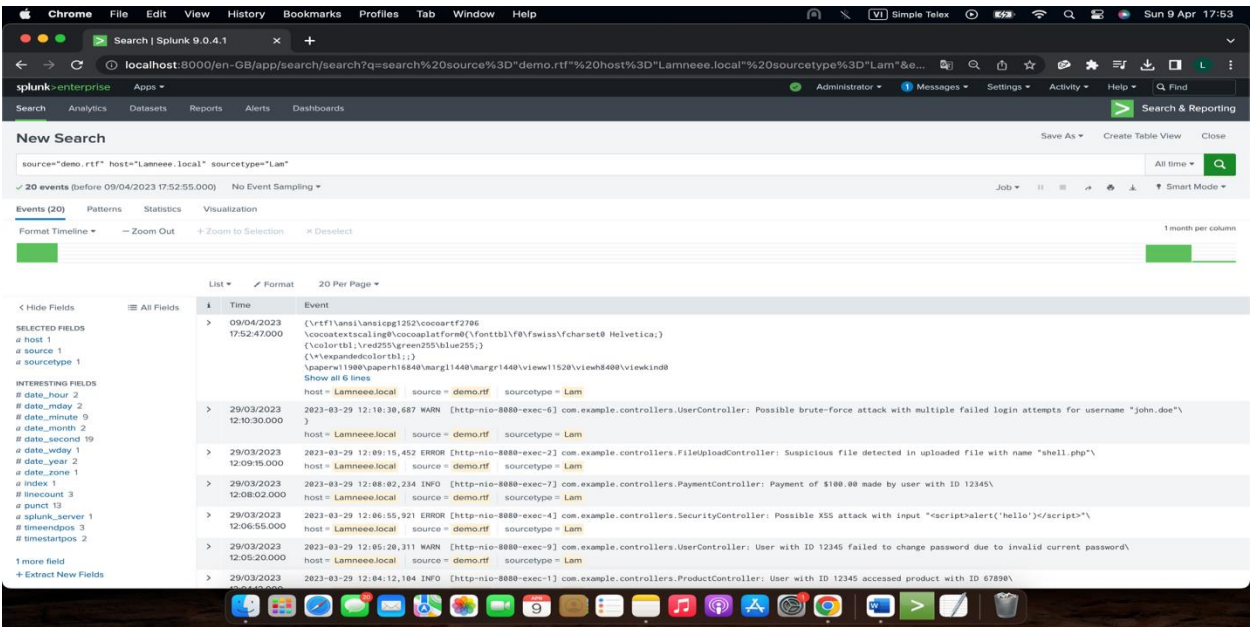 Chrome File Edit View History Bookmarks Profiles Tab Window Help VI Simple Telex Sun 9 Apr 17:53
Search | Splunk 9.0.4.1
localhost:8000/en-GB/app/search/search?q=search%20source%3D"demo.rtf"%20host%3D"Lamneee.local"%20sourcetype%3D"Lam"&e...
splunk>enterprise Apps Administrator 1 Messages Settings Activity Help Find
Search Analytics Datasets Reports Alerts Dashboards Search & Reporting
New Search Save As Create Table View Close
source="demo.rtf" host="Lamneee.local" sourcetype="Lam" All time
20 events (before 09/04/2023 17:52:55.000) No Event Sampling Job Smart Mode
Events (20) Patterns Statistics Visualization
Format Timeline — Zoom Out + Zoom to Selection × Deselect 1 month per column
List Format 20 Per Page
< Hide Fields All Fields i Time Event
SELECTED FIELDS
a host 1
a source 1
a sourcetype 1
INTERESTING FIELDS
# date_hour 2
# date_mday 2
# date_minute 9
a date_month 2
# date_second 19
a date_wday 1
# date_year 2
a date_zone 1
a index 1
# linecount 3
a punct 13
a splunk_server 1
# timeendpos 3
# timestartpos 2
1 more field
+ Extract New Fields
> 09/04/2023 {\rtf1\ansi\ansicpg1252\cocoartf2706
17:52:47.000 \cocoatextscaling0\cocoaplatform0{\fonttbl\f0\fswiss\fcharset0 Helvetica;}
{\colortbl;\red255\green255\blue255;}
{\*\expandedcolortbl;;}
\paperw11900\paperh16840\margl1440\margr1440\vieww11520\viewh8400\viewkind0
Show all 6 lines
host = Lamneee.local source = demo.rtf sourcetype = Lam
> 29/03/2023 2023-03-29 12:10:30,687 WARN [http-nio-8080-exec-6] com.example.controllers.UserController: Possible brute-force attack with multiple failed login attempts for username "john.doe"\
12:10:30.000 }
host = Lamneee.local source = demo.rtf sourcetype = Lam
> 29/03/2023 2023-03-29 12:09:15,452 ERROR [http-nio-8080-exec-2] com.example.controllers.FileUploadController: Suspicious file detected in uploaded file with name "shell.php"\
12:09:15.000 host = Lamneee.local source = demo.rtf sourcetype = Lam
> 29/03/2023 2023-03-29 12:08:02,234 INFO [http-nio-8080-exec-7] com.example.controllers.PaymentController: Payment of $100.00 made by user with ID 12345\
12:08:02.000 host = Lamneee.local source = demo.rtf sourcetype = Lam
> 29/03/2023 2023-03-29 12:06:55,921 ERROR [http-nio-8080-exec-4] com.example.controllers.SecurityController: Possible XSS attack with input "<script>alert('hello')</script>"\
12:06:55.000 host = Lamneee.local source = demo.rtf sourcetype = Lam
> 29/03/2023 2023-03-29 12:05:20,311 WARN [http-nio-8080-exec-9] com.example.controllers.UserController: User with ID 12345 failed to change password due to invalid current password\
12:05:20.000 host = Lamneee.local source = demo.rtf sourcetype = Lam
> 29/03/2023 2023-03-29 12:04:12,104 INFO [http-nio-8080-exec-1] com.example.controllers.ProductController: User with ID 12345 accessed product with ID 67890\